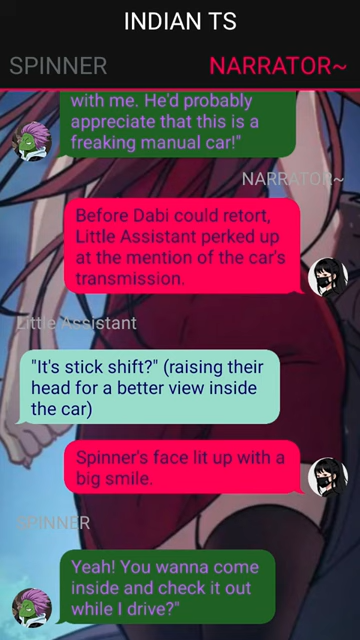 INDIAN TS
SPINNER NARRATOR~
with me. He'd probably
appreciate that this is a
freaking manual car!"
NARRATOR~
Before Dabi could retort,
Little Assistant perked up
at the mention of the car's
transmission.
Little Assistant
"It's stick shift?" (raising their
head for a better view inside
the car)
Spinner's face lit up with a
big smile.
SPINNER
Yeah! You wanna come
inside and check it out
while I drive?"